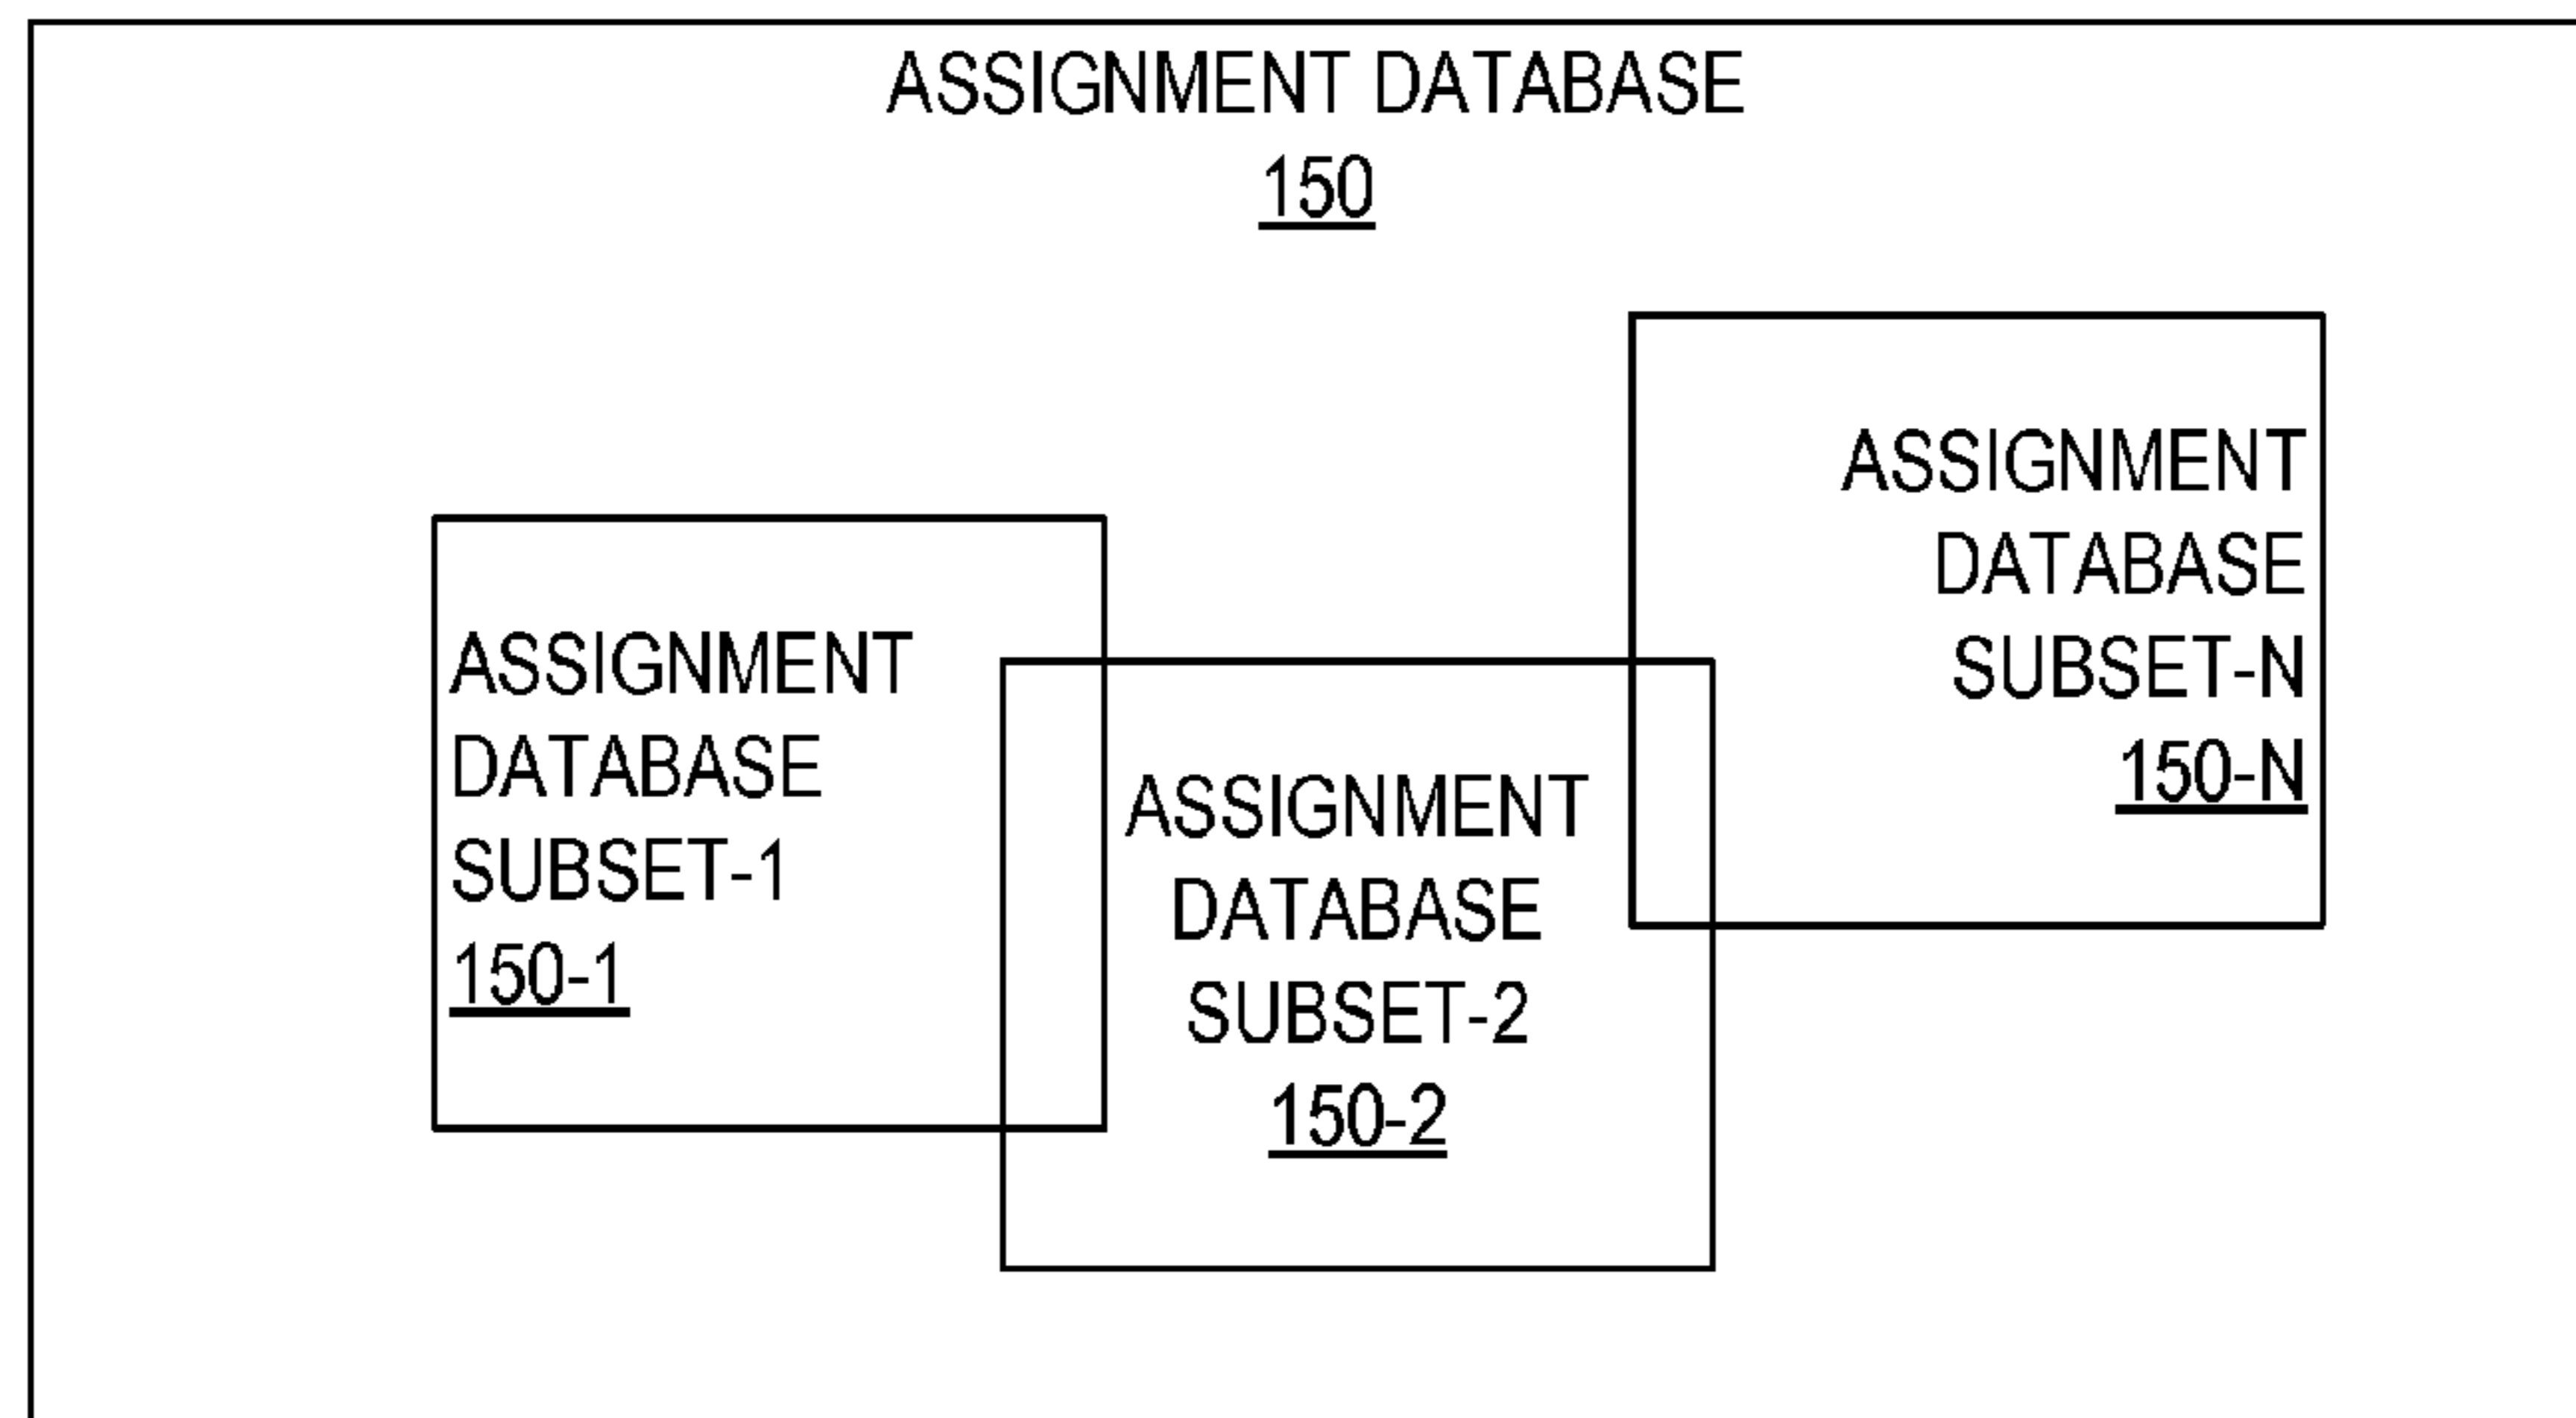 ASSIGNMENT DATABASE
150
ASSIGNMENT
DATABASE
SUBSET-1
150-1
ASSIGNMENT
DATABASE
SUBSET-2
150-2
ASSIGNMENT
DATABASE
SUBSET-N
150-N